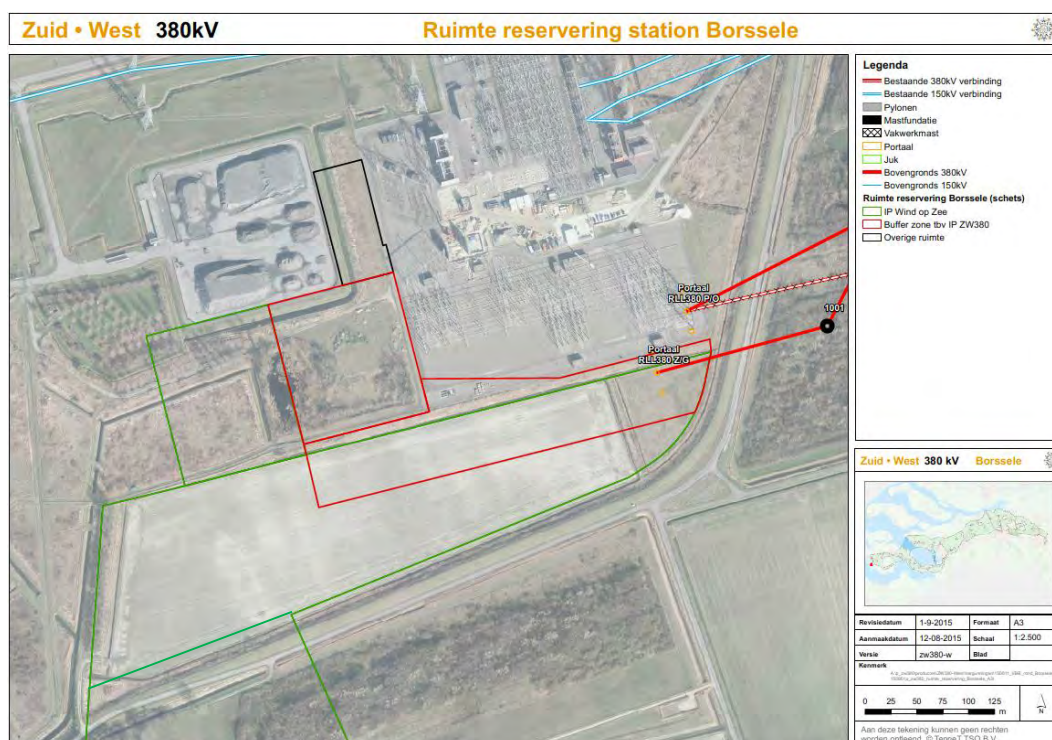 Zuid • West 380kV
Ruimte reservering station Borssele
Legenda
Bestaande 380kV verbinding
Bestaande 150kV verbinding
Pylonen
Mastfundatie
Vakwerkmast
Portaal
Juk
Bovengronds 380kV
Bovengronds 150kV
Ruimte reservering Borssele (schets)
IP Wind op Zee
Buffer zone tbv IP ZW380
Overige ruimte
Portaal
RLL380 P/O
1001
Portaal
RLL380 Z/G
Zuid • West 380 kV Borssele
Revisiedatum 1-9-2015 Formaat A3
Aanmaakdatum 12-08-2015 Schaal 1:2.500
Versie zw380-w Blad
Kenmerk
0 25 50 75 100 125
m
N
Aan deze tekening kunnen geen rechten
worden ontleend. © TenneT TSO B.V.